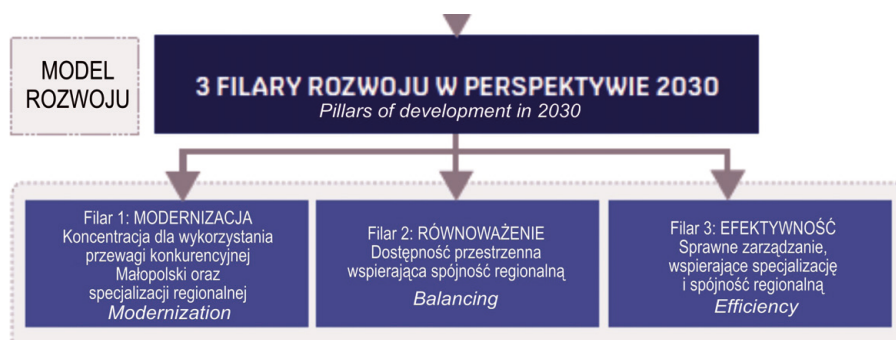 MODEL
ROZWOJU
3 FILARY ROZWOJU W PERSPEKTYWIE 2030
Pillars of development in 2030
Filar 1: MODERNIZACJA
Koncentracja dla wykorzystania
przewagi konkurencyjnej
Małopolski oraz
specjalizacji regionalnej
Modernization
Filar 2: RÓWNOWAŻENIE
Dostępność przestrzenna
wspierająca spójność regionalną
Balancing
Filar 3: EFEKTYWNOŚĆ
Sprawne zarządzanie,
wspierające specjalizację
i spójność regionalną
Efficiency